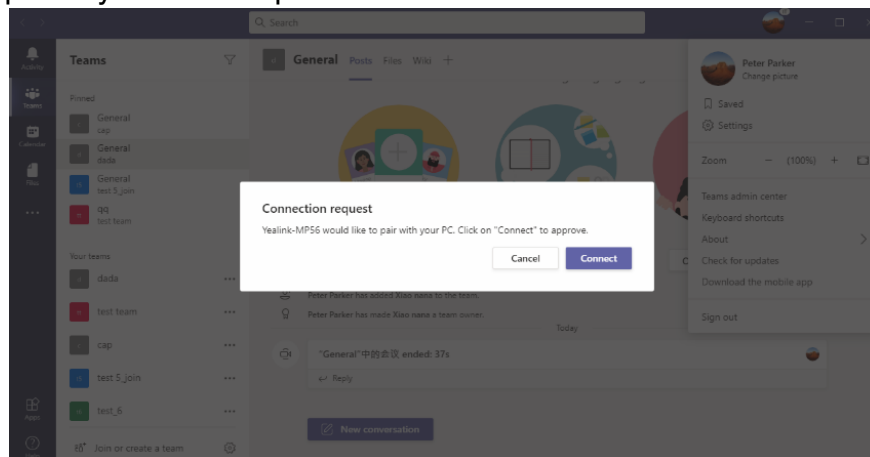 Search
Activity
Teams
Calendar
Files
Apps
Teams
Pinned
General
cap
General
dada
General
test 5_join
qq
test team
Your teams
dada
test team
cap
test 5_join
test_6
Join or create a team
General Posts Files Wiki +
Connection request
Yealink-MP56 would like to pair with your PC. Click on "Connect" to approve.
Cancel Connect
Peter Parker has added Xiao nana to the team.
Peter Parker has made Xiao nana a team owner.
Today
"General"中的会议 ended: 37s
Reply
New conversation
Peter Parker
Change picture
Saved
Settings
Zoom - (100%) +
Teams admin center
Keyboard shortcuts
About
Check for updates
Download the mobile app
Sign out